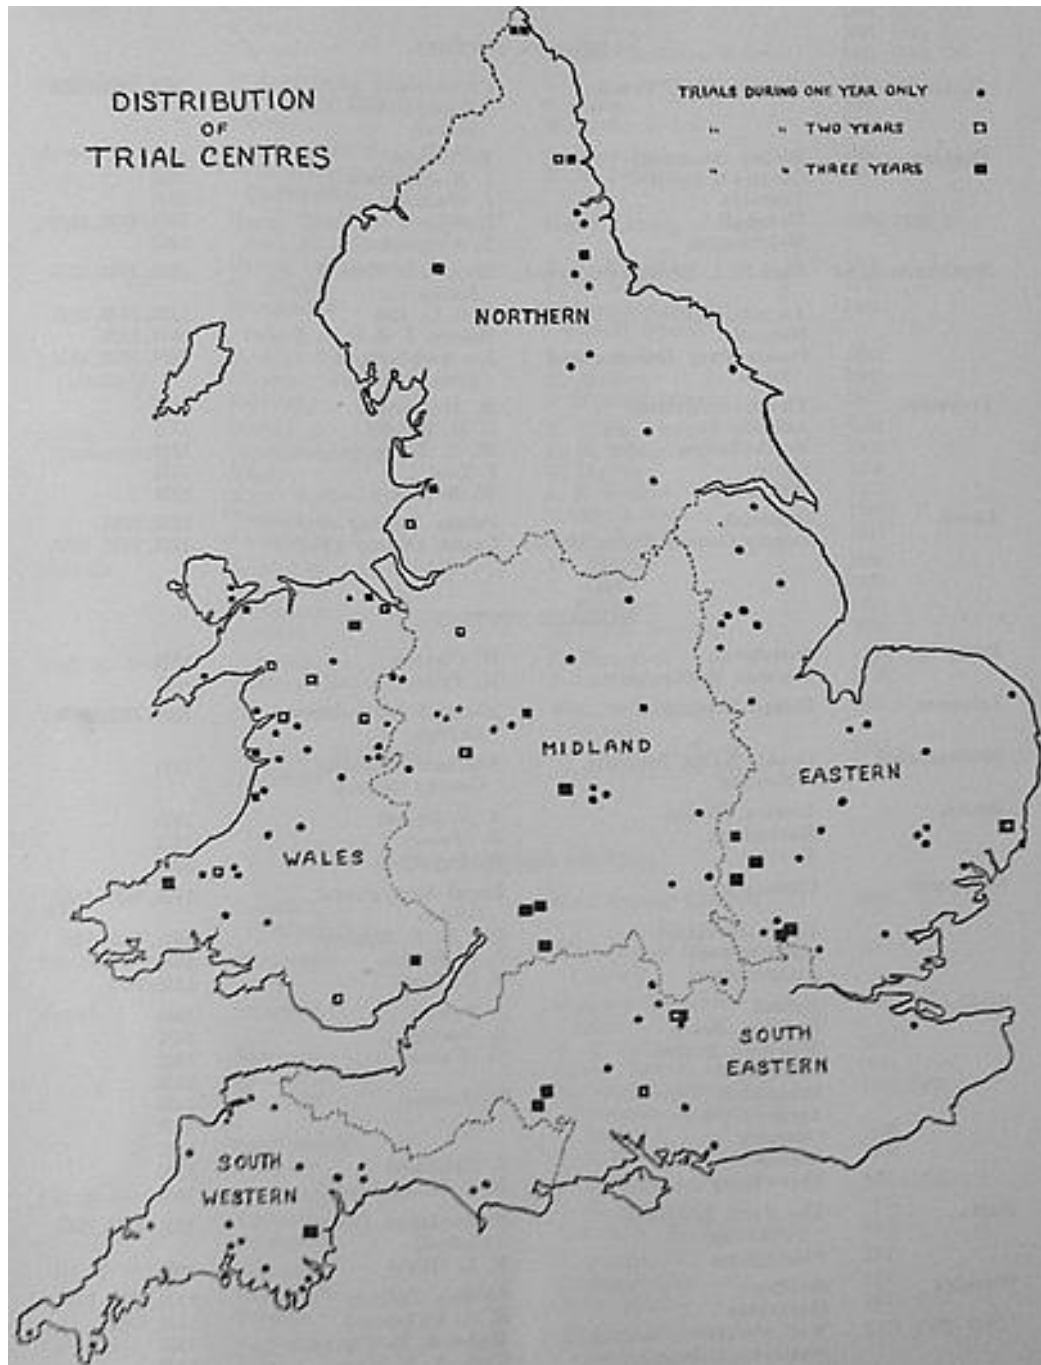 DISTRIBUTION
OF
TRIAL CENTRES
TRIALS DURING ONE YEAR ONLY
" " TWO YEARS
" " THREE YEARS
NORTHERN
MIDLAND
EASTERN
WALES
SOUTH
EASTERN
SOUTH
WESTERN